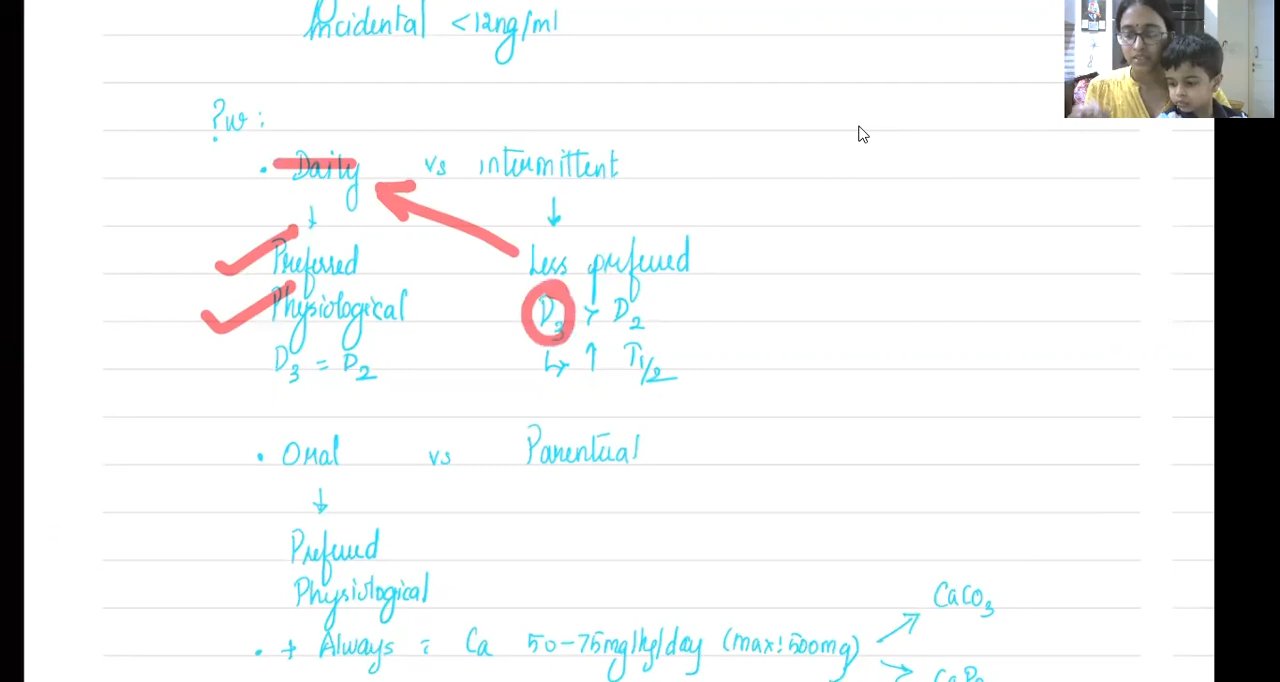 Incidental <12ng/ml
?w :
• Daily vs intermittent
↓ ↓
Preferred Less preferred
Physiological D3 > D2
D3 = D2 ↳ ↑ T1/2
• Oral vs Parenteral
↓
Preferred
Physiological
CaCO3
• + Always : Ca 50-75mg/kg/day (max: 500mg)